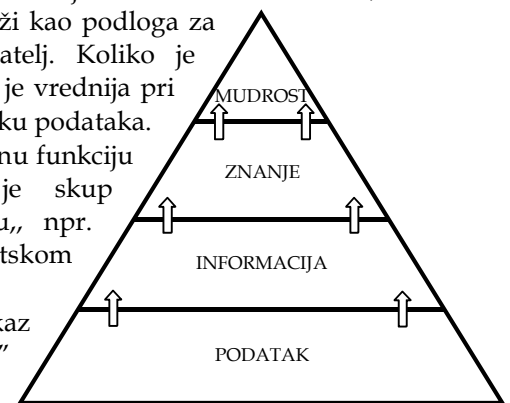 ži kao podloga za
atelj. Koliko je
je vrednija pri
ku podataka.
nu funkciju
je skup
u,, npr.
tskom
kaz
”
MUDROST
ZNANJE
INFORMACIJA
PODATAK